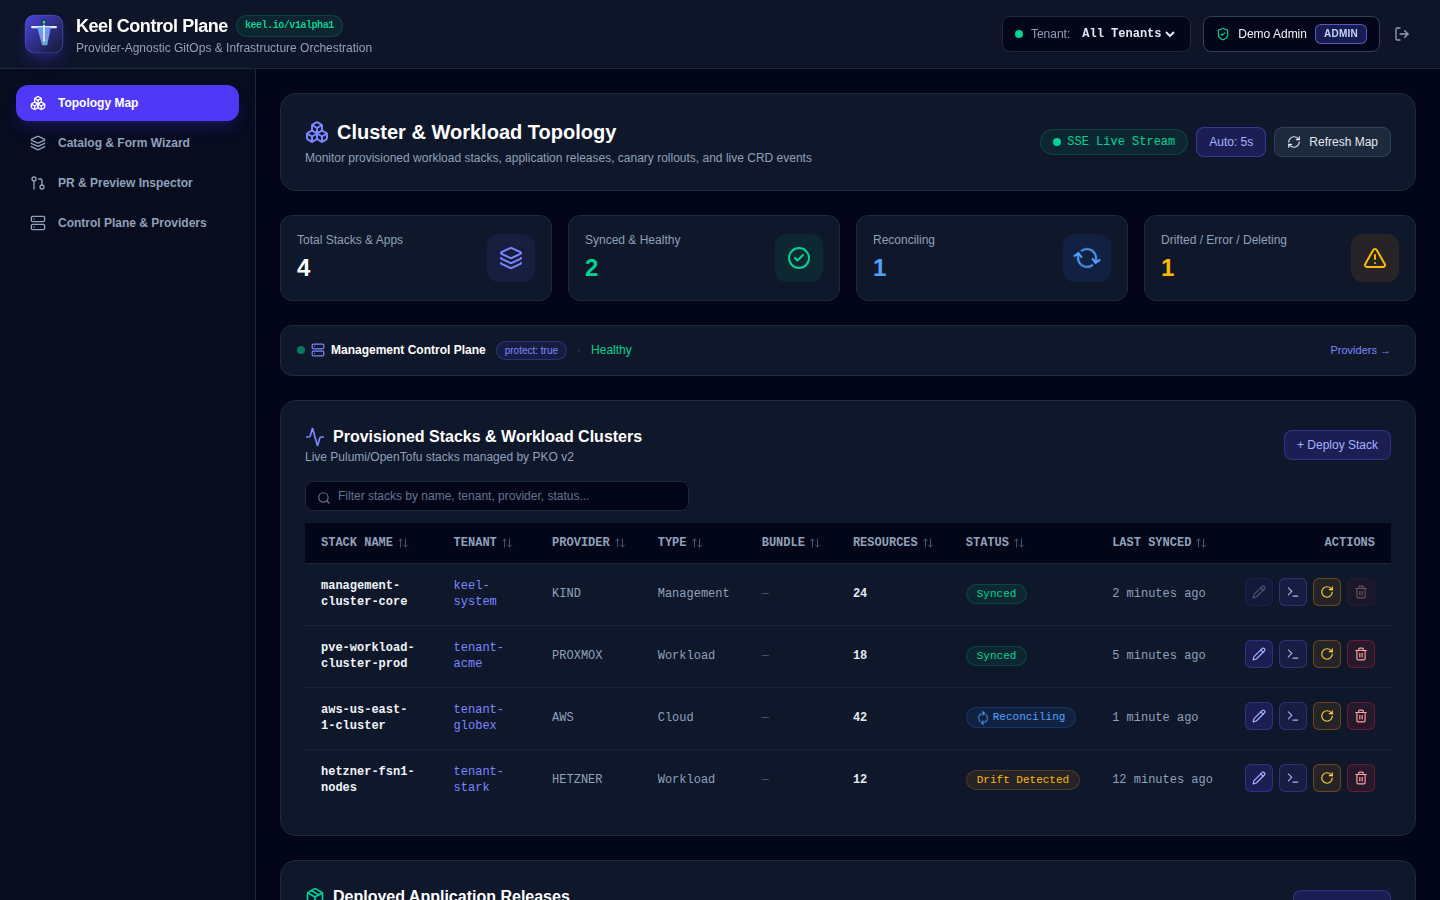 Keel Control Plane keel.io/v1alpha1
Provider-Agnostic GitOps & Infrastructure Orchestration
Tenant: All Tenants
Demo Admin ADMIN
Topology Map
Catalog & Form Wizard
PR & Preview Inspector
Control Plane & Providers
Cluster & Workload Topology
Monitor provisioned workload stacks, application releases, canary rollouts, and live CRD events
SSE Live Stream Auto: 5s Refresh Map
Total Stacks & Apps
4
Synced & Healthy
2
Reconciling
1
Drifted / Error / Deleting
1
Management Control Plane protect: true · Healthy Providers →
Provisioned Stacks & Workload Clusters
Live Pulumi/OpenTofu stacks managed by PKO v2
+ Deploy Stack
Filter stacks by name, tenant, provider, status...
STACK NAME TENANT PROVIDER TYPE BUNDLE RESOURCES STATUS LAST SYNCED ACTIONS
management-
cluster-core
keel-
system
KIND Management — 24 Synced 2 minutes ago
pve-workload-
cluster-prod
tenant-
acme
PROXMOX Workload — 18 Synced 5 minutes ago
aws-us-east-
1-cluster
tenant-
globex
AWS Cloud — 42 Reconciling 1 minute ago
hetzner-fsn1-
nodes
tenant-
stark
HETZNER Workload — 12 Drift Detected 12 minutes ago
Deployed Application Releases